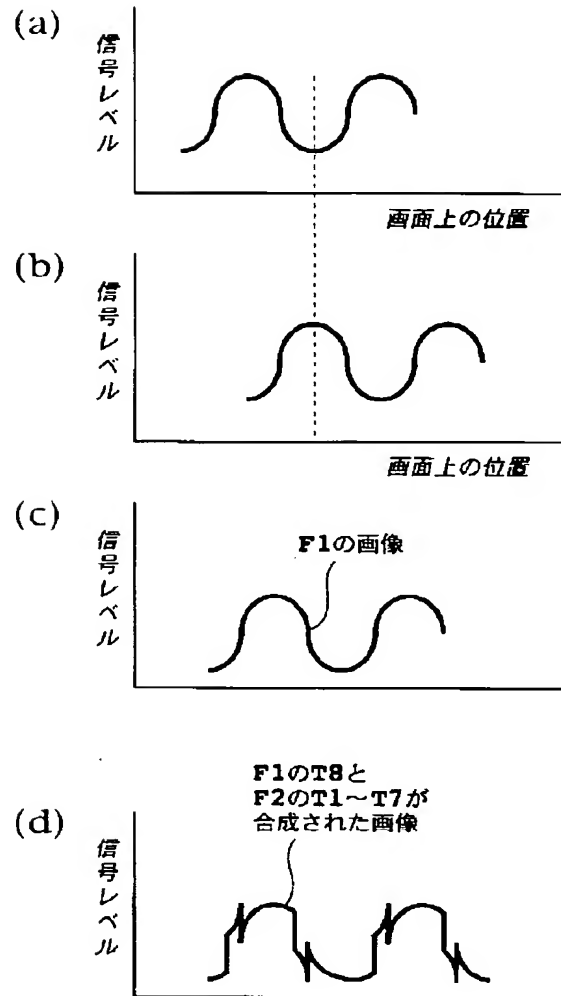 (a)
信号レベル
画面上の位置
(b)
信号レベル
画面上の位置
(c)
信号レベル
F1の画像
(d)
信号レベル
F1のT8と
F2のT1～T7が
合成された画像